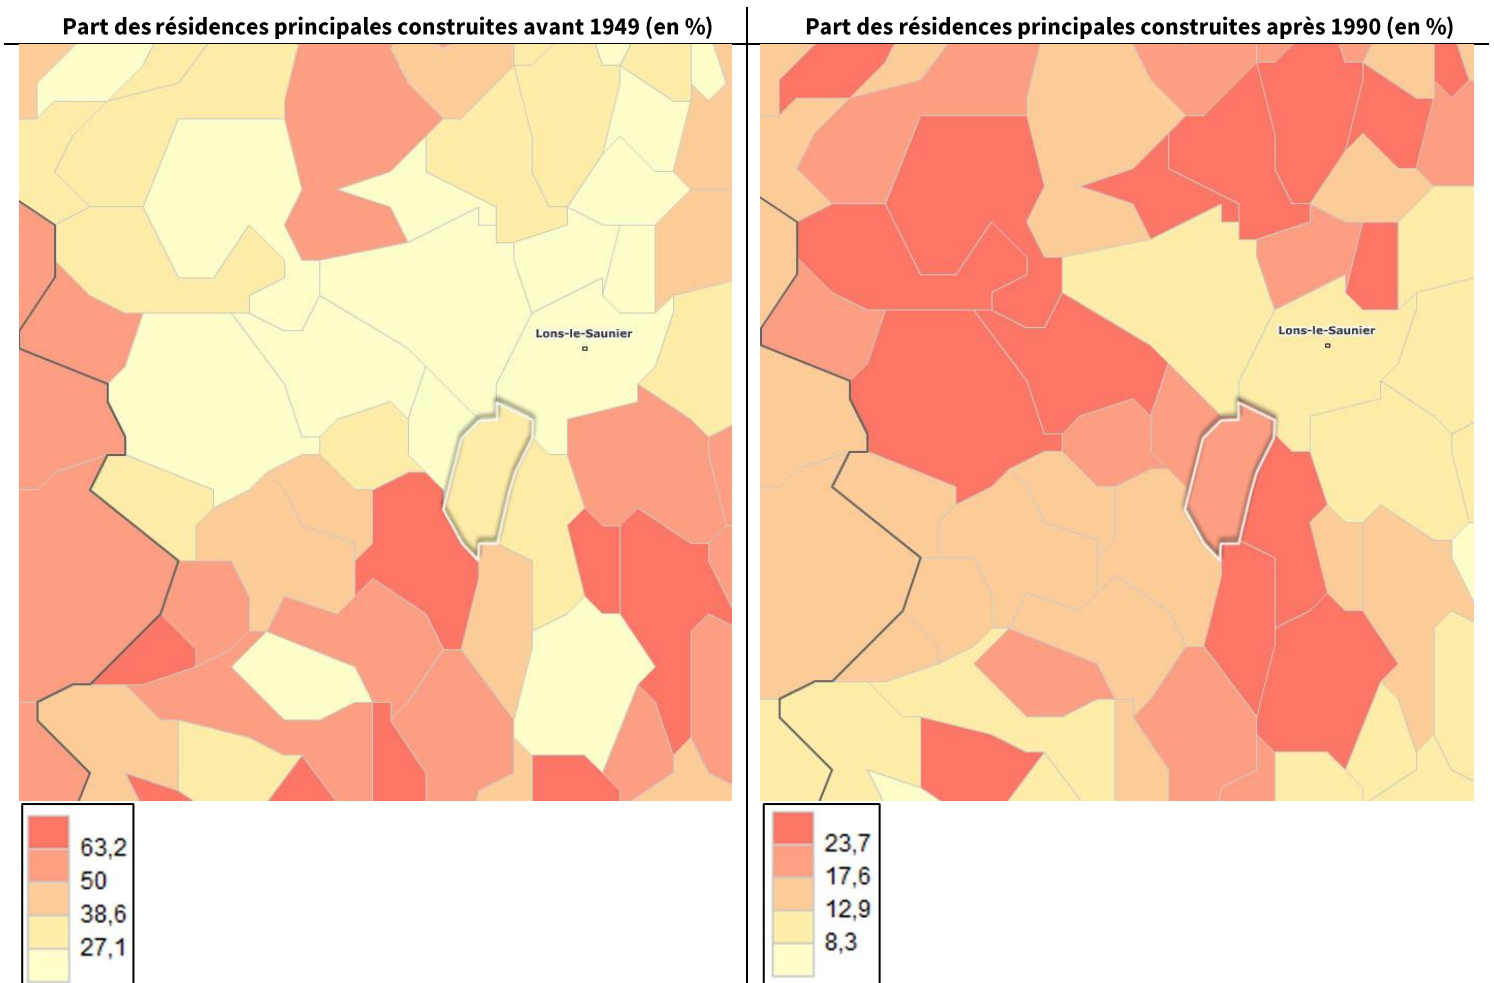 Part des résidences principales construites avant 1949 (en %)
Part des résidences principales construites après 1990 (en %)
Lons-le-Saunier
Lons-le-Saunier
63,2
50
38,6
27,1
23,7
17,6
12,9
8,3